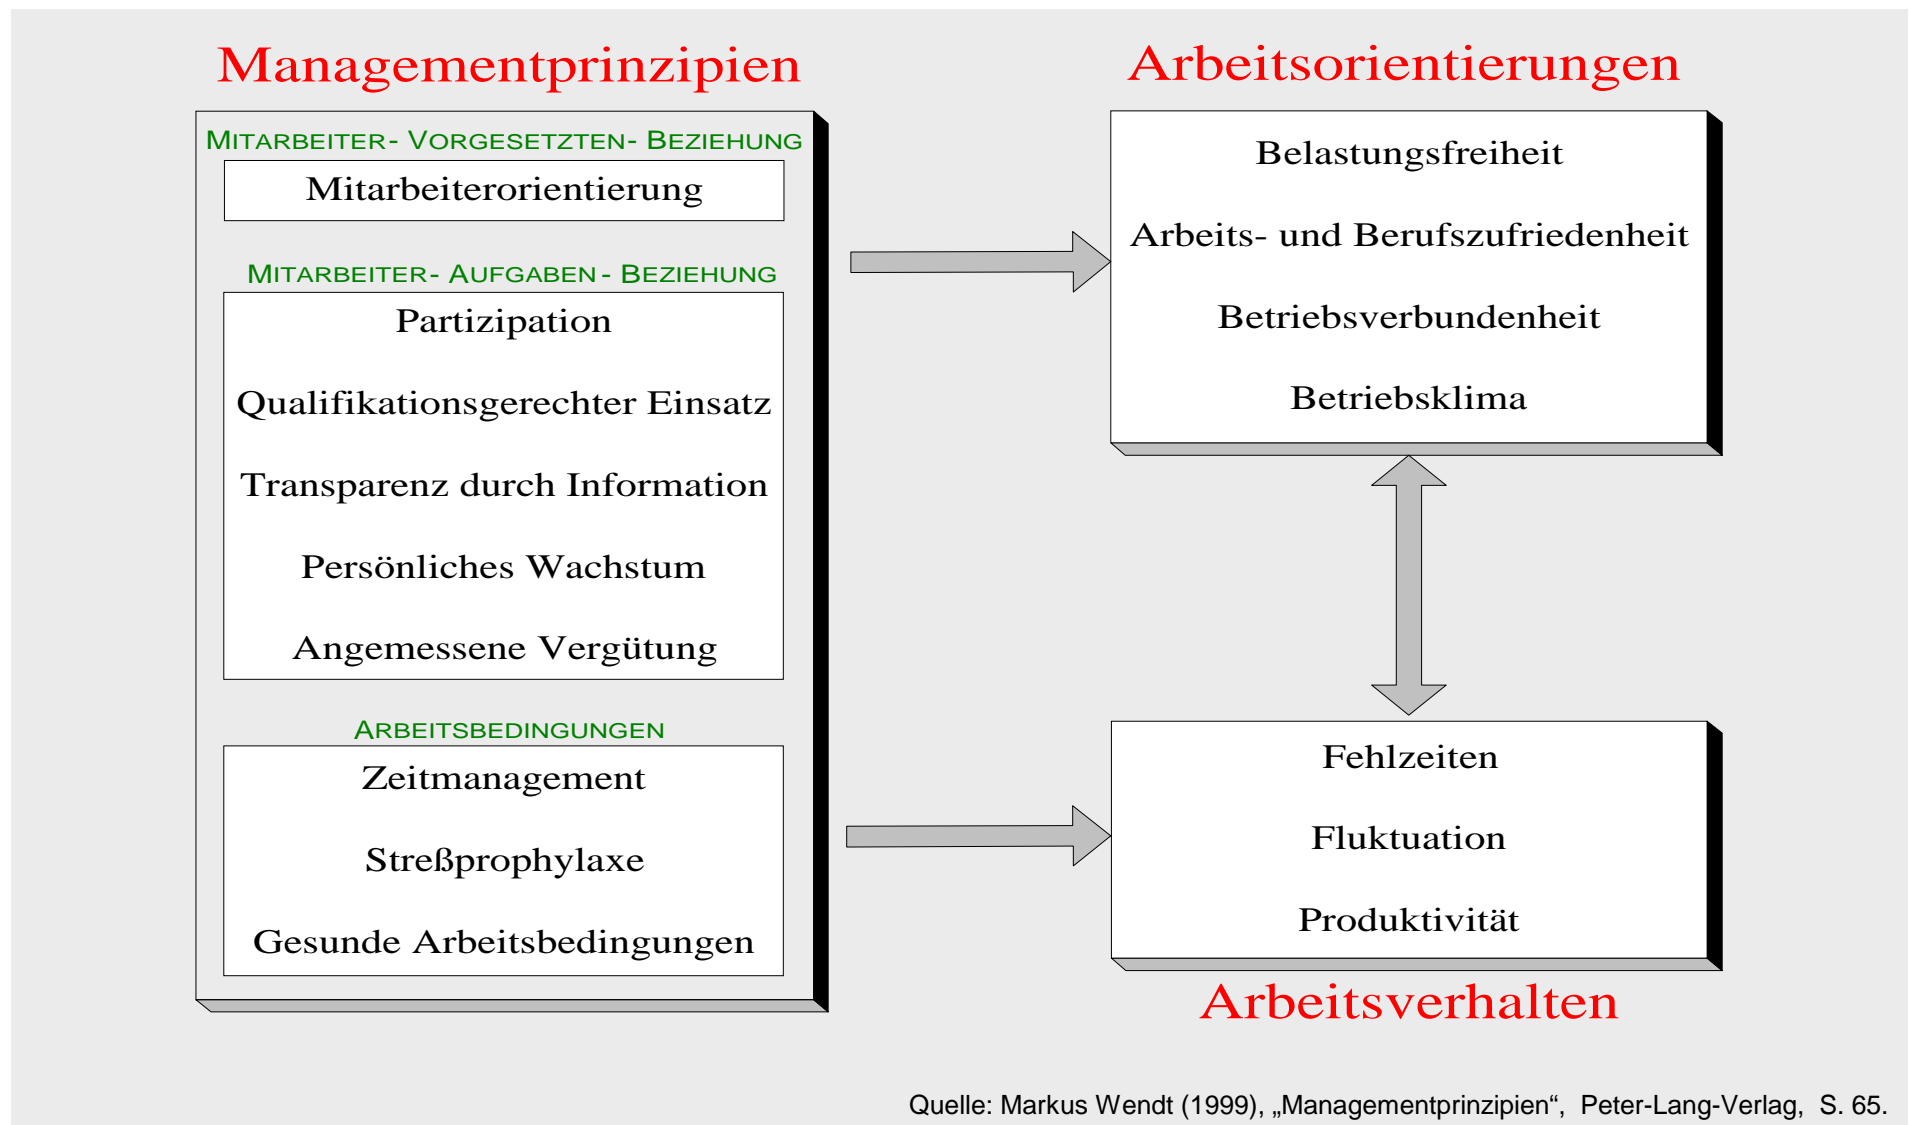 Managementprinzipien
MITARBEITER- VORGESETZTEN- BEZIEHUNG
Mitarbeiterorientierung
MITARBEITER- AUFGABEN- BEZIEHUNG
Partizipation
Qualifikationsgerechter Einsatz
Transparenz durch Information
Persönliches Wachstum
Angemessene Vergütung
ARBEITSBEDINGUNGEN
Zeitmanagement
Streßprophylaxe
Gesunde Arbeitsbedingungen
Arbeitsorientierungen
Belastungsfreiheit
Arbeits- und Berufszufriedenheit
Betriebsverbundenheit
Betriebsklima
Fehlzeiten
Fluktuation
Produktivität
Arbeitsverhalten
Quelle: Markus Wendt (1999), „Managementprinzipien“, Peter-Lang-Verlag, S. 65.